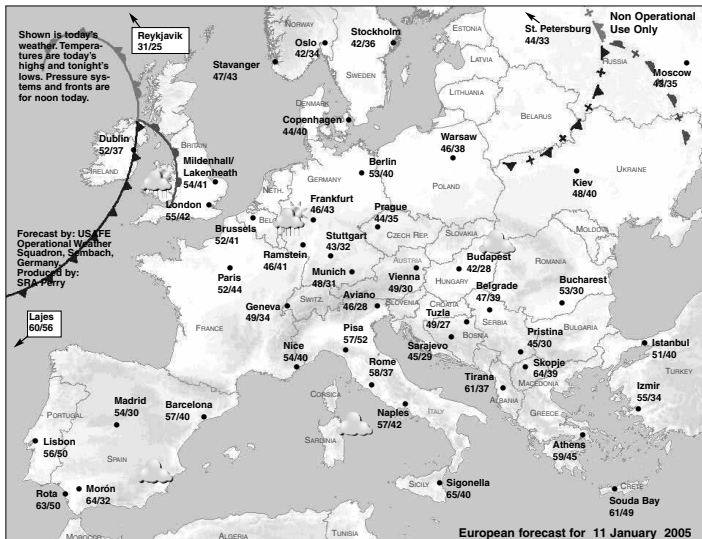 Shown is today's
weather. Tempera-
tures are today's
highs and tonight's
lows. Pressure sys-
tems and fronts are
for noon today.
Reykjavik
31/25
NORWAY
Oslo
42/34
Stockholm
42/36
St. Petersburg
44/33
Non Operational
Use Only
ESTONIA
RUSSIA
Stavanger
47/43
SWEDEN
LATVIA
Moscow
43/35
LITHUANIA
DENMARK
Copenhagen
44/40
BELARUS
Dublin
52/37
BRITAIN
IRELAND
Mildenhall/
Lakenheath
54/41
London
55/42
Berlin
53/40
GERMANY
NETH.
Warsaw
46/38
POLAND
UKRAINE
Kiev
48/40
Frankfurt
46/43
Prague
44/35
CZECH REP.
SLOVAKIA
MOLDOVA
Brussels
52/41
BEL
Stuttgart
43/32
Ramstein
46/41
Forecast by: USAFE
Operational Weather
Squadron, Sembach,
Germany.
Produced by:
SRA Perry
Paris
52/44
Munich
48/31
AUSTRIA
Vienna
49/30
Budapest
42/28
HUNGARY
ROMANIA
Belgrade
47/39
Bucharest
53/30
Lajes
60/56
FRANCE
Geneva
49/34
SWITZ.
Aviano
46/28
SLOVENIA
CROATIA
Tuzla
49/27
BOSNIA
SERBIA
BULGARIA
Nice
54/40
Pisa
57/52
Sarajevo
45/29
Pristina
45/30
Skopje
64/39
MACEDONIA
Istanbul
51/40
TURKEY
Rome
58/37
Tirana
61/37
ALBANIA
Izmir
55/34
PORTUGAL
Madrid
54/30
Barcelona
57/40
CORSICA
SARDINIA
Naples
57/42
ITALY
GREECE
Athens
59/45
Lisbon
56/50
SPAIN
Rota
63/50
Morón
64/32
SICILY
Sigonella
65/40
CRETE
Souda Bay
61/49
MOROCCO
ALGERIA
TUNISIA
European forecast for 11 January 2005